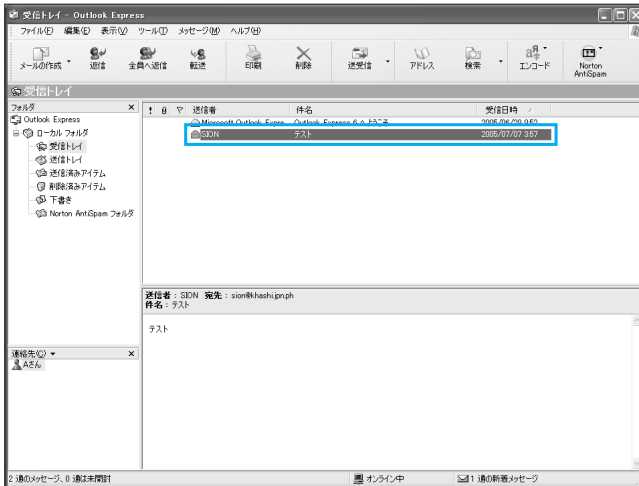 受信トレイ - Outlook Express
ファイル(F) 編集(E) 表示(V) ツール(T) メッセージ(M) ヘルプ(H)
メールの作成 返信 全員へ返信 転送 印刷 削除 送受信 アドレス 検索 エンコード Norton AntiSpam
受信トレイ
フォルダ
! 送信者 件名 受信日時
Outlook Express
Microsoft Outlook Expre... Outlook Express 6 へようこそ 2005/06/29 9:52
ローカル フォルダ
SION テスト 2005/07/07 3:57
受信トレイ
送信トレイ
送信済みアイテム
削除済みアイテム
下書き
Norton AntiSpam フォルダ
送信者 : SION 宛先 : sion@khashi.jpn.ph
件名 : テスト
テスト
連絡先(C)
Aさん
2 通のメッセージ、0 通は未開封 オンライン中 1 通の新着メッセージ